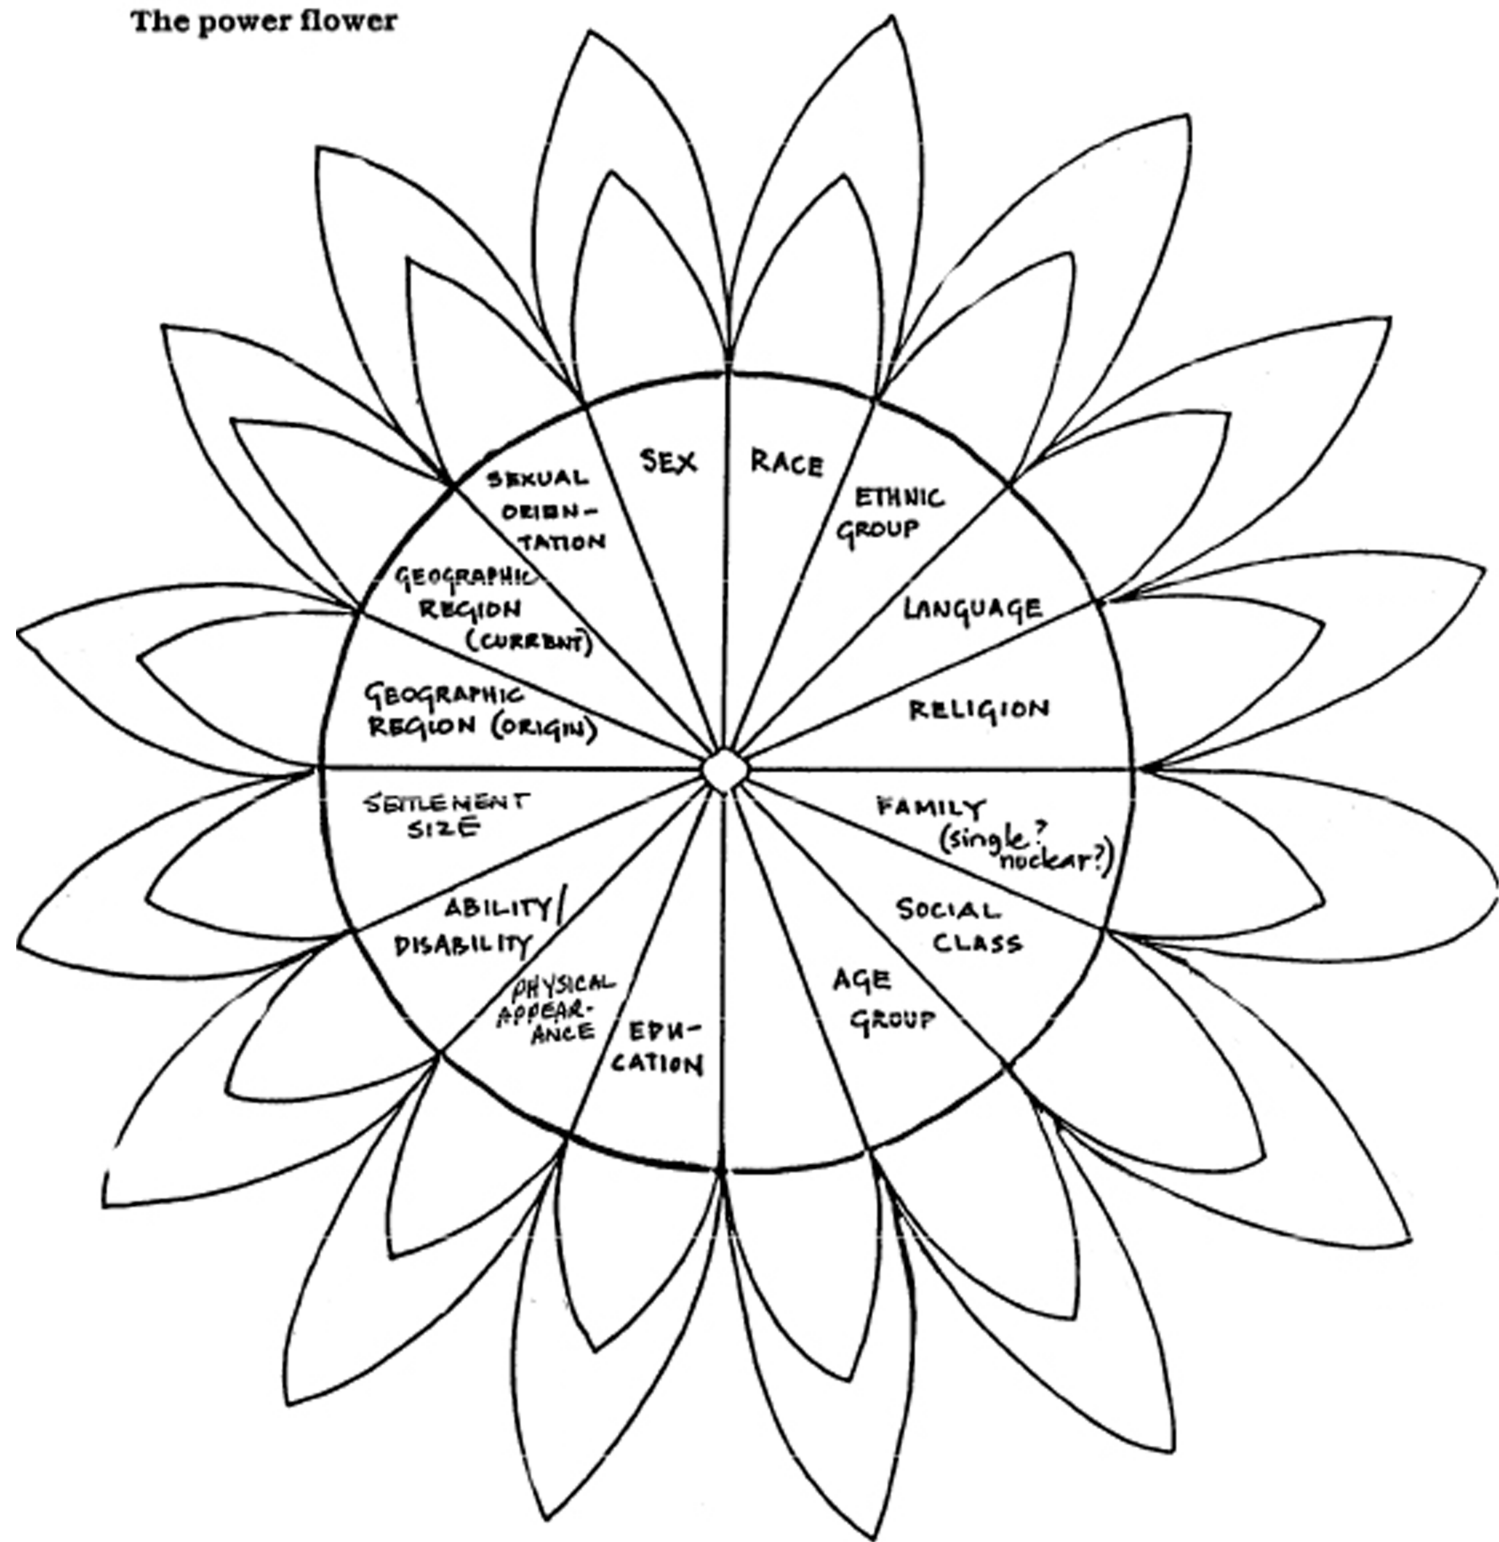 The power flower
SEX
RACE
ETHNIC
GROUP
LANGUAGE
RELIGION
FAMILY
(single?
nuclear?)
SOCIAL
CLASS
AGE
GROUP
EDU-
CATION
PHYSICAL
APPEAR-
ANCE
ABILITY/
DISABILITY
SETTLEMENT
SIZE
GEOGRAPHIC
REGION (ORIGIN)
GEOGRAPHIC
REGION
(CURRENT)
SEXUAL
ORIEN-
TATION